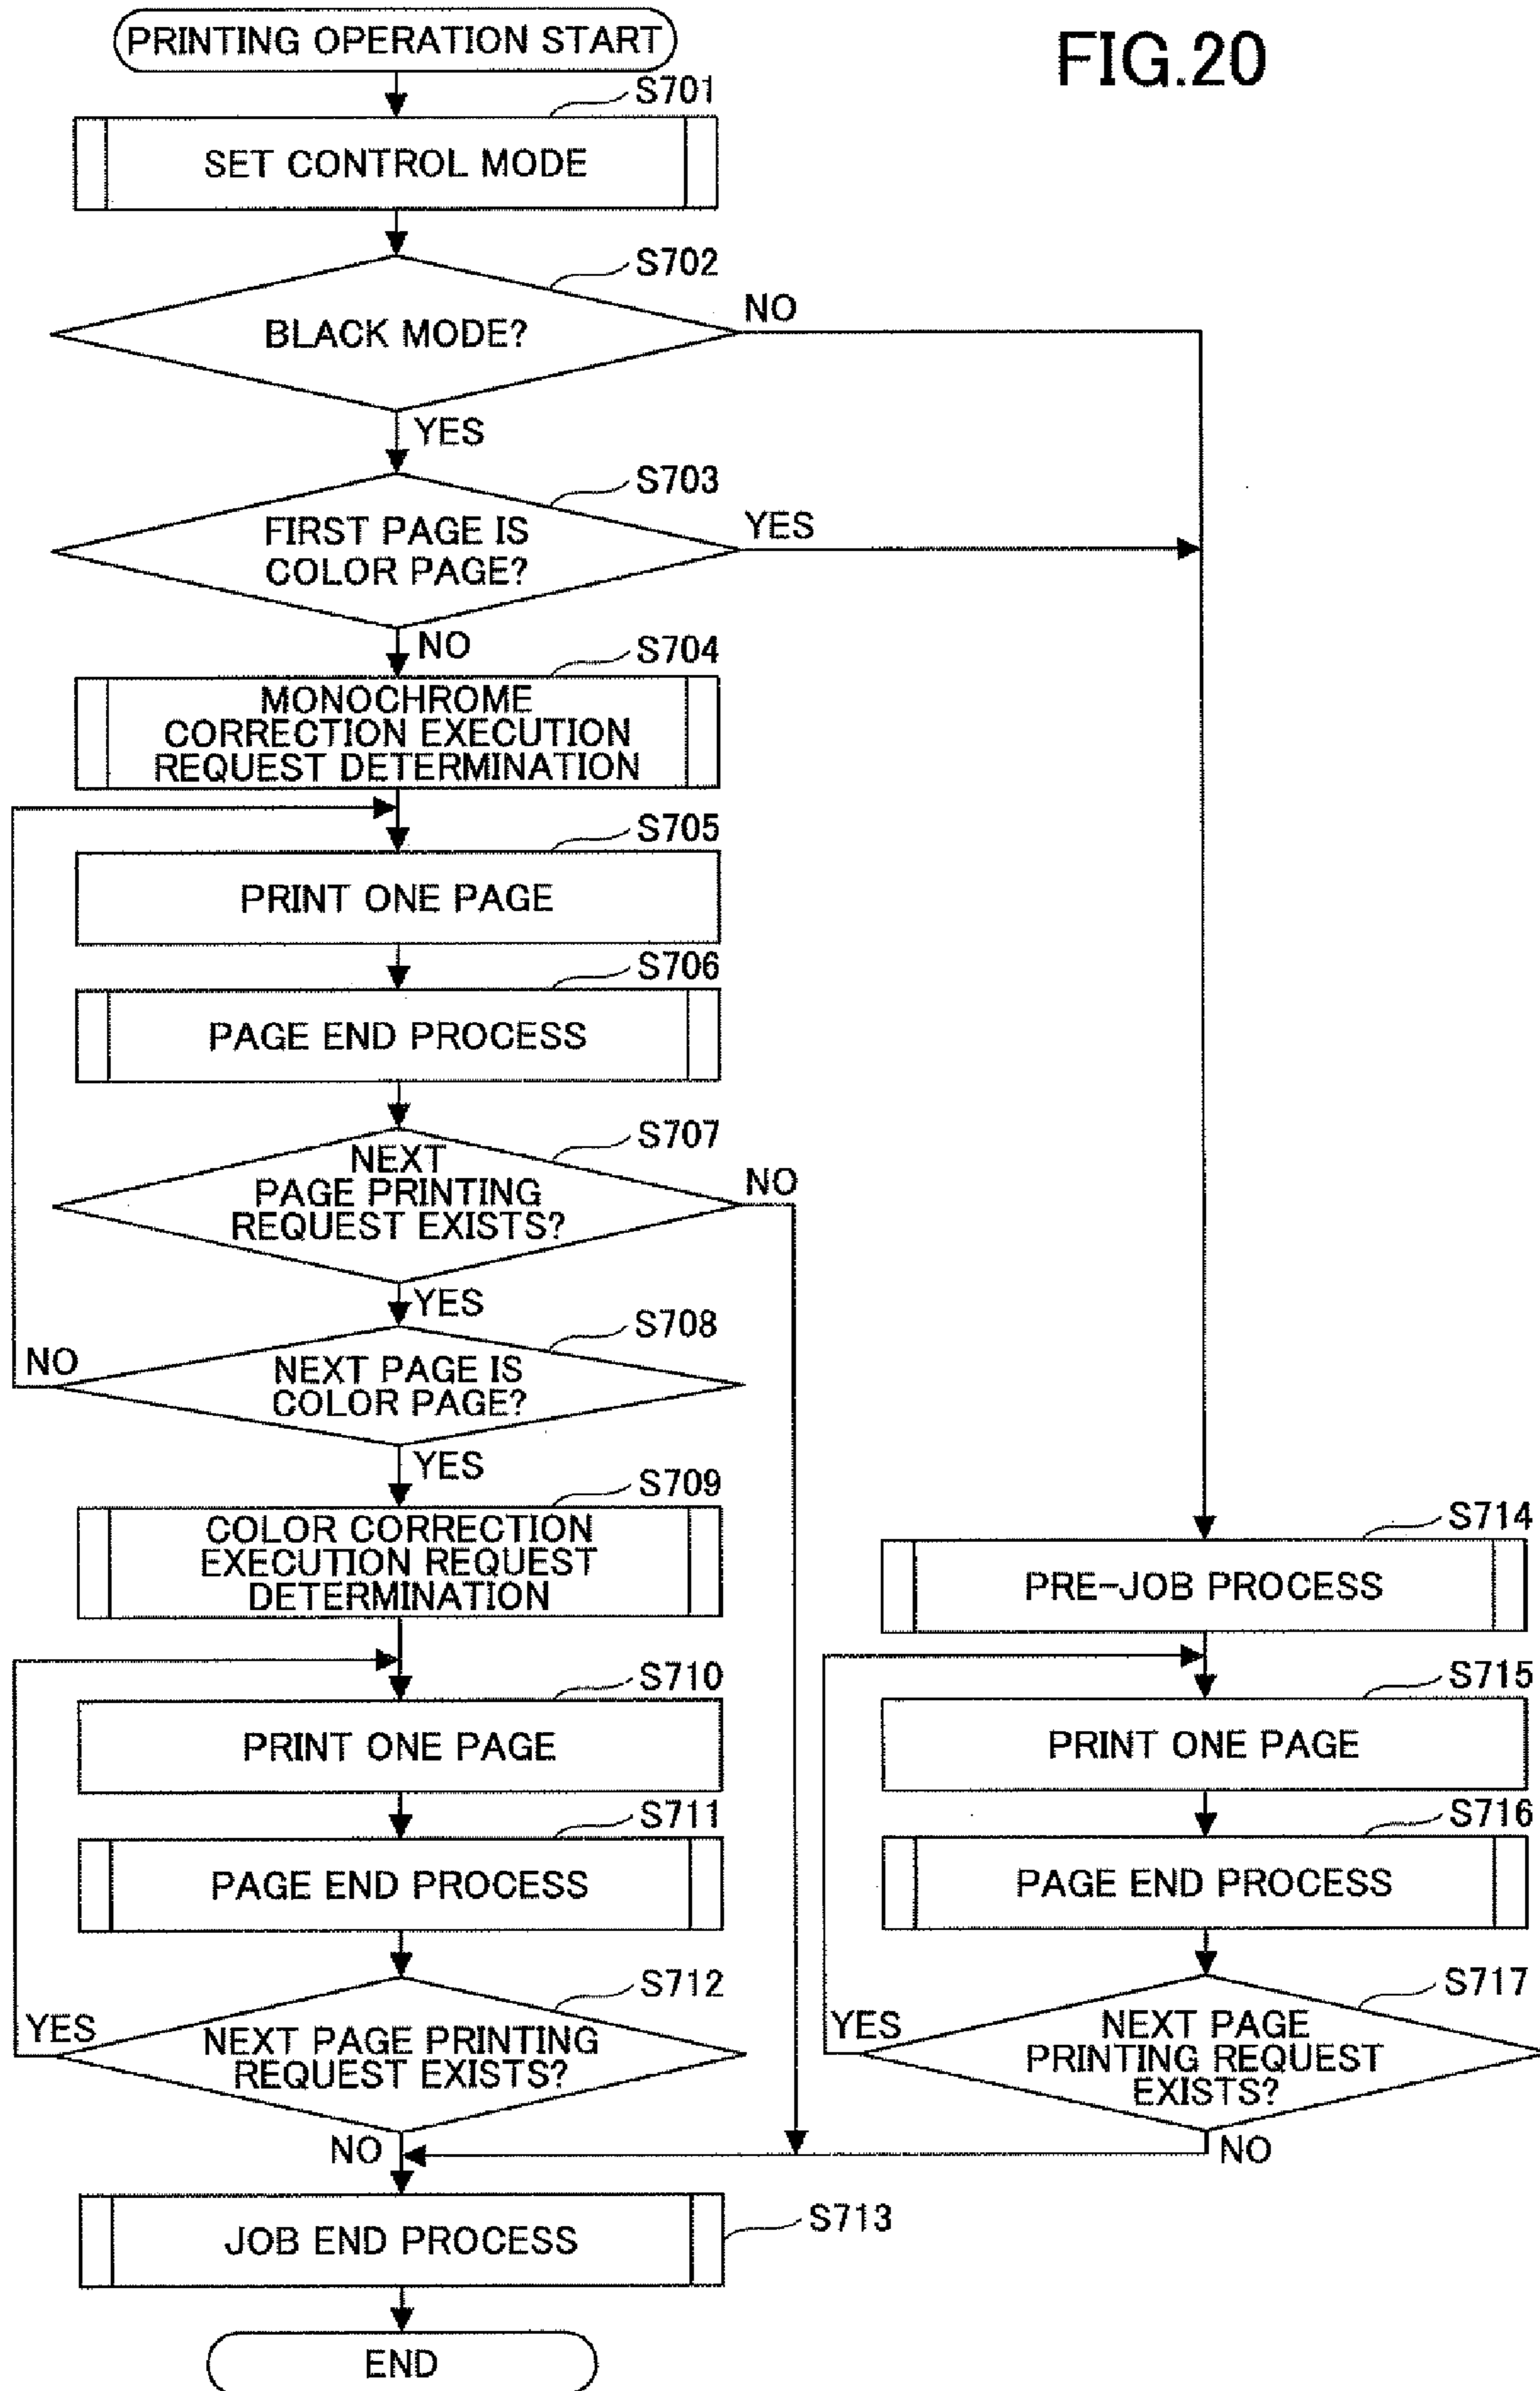 PRINTING OPERATION START
FIG.20
S701
SET CONTROL MODE
S702
BLACK MODE?
NO
YES
S703
FIRST PAGE IS
COLOR PAGE?
YES
NO
S704
MONOCHROME
CORRECTION EXECUTION
REQUEST DETERMINATION
S705
PRINT ONE PAGE
S706
PAGE END PROCESS
S707
NEXT
PAGE PRINTING
REQUEST EXISTS?
NO
YES
S708
NEXT PAGE IS
COLOR PAGE?
NO
YES
S709
COLOR CORRECTION
EXECUTION REQUEST
DETERMINATION
S710
PRINT ONE PAGE
S711
PAGE END PROCESS
S712
NEXT PAGE PRINTING
REQUEST EXISTS?
YES
NO
S714
PRE-JOB PROCESS
S715
PRINT ONE PAGE
S716
PAGE END PROCESS
S717
NEXT PAGE
PRINTING REQUEST
EXISTS?
YES
NO
S713
JOB END PROCESS
END